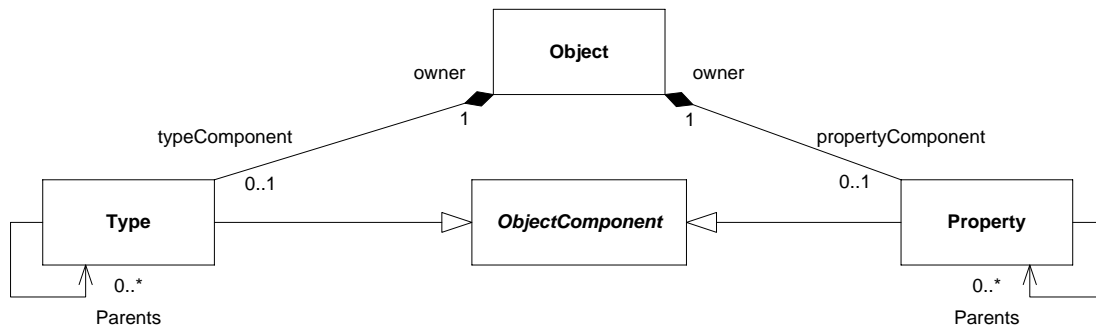 Object
owner
owner
1
1
typeComponent
propertyComponent
0..1
0..1
Type
ObjectComponent
Property
0..*
0..*
Parents
Parents